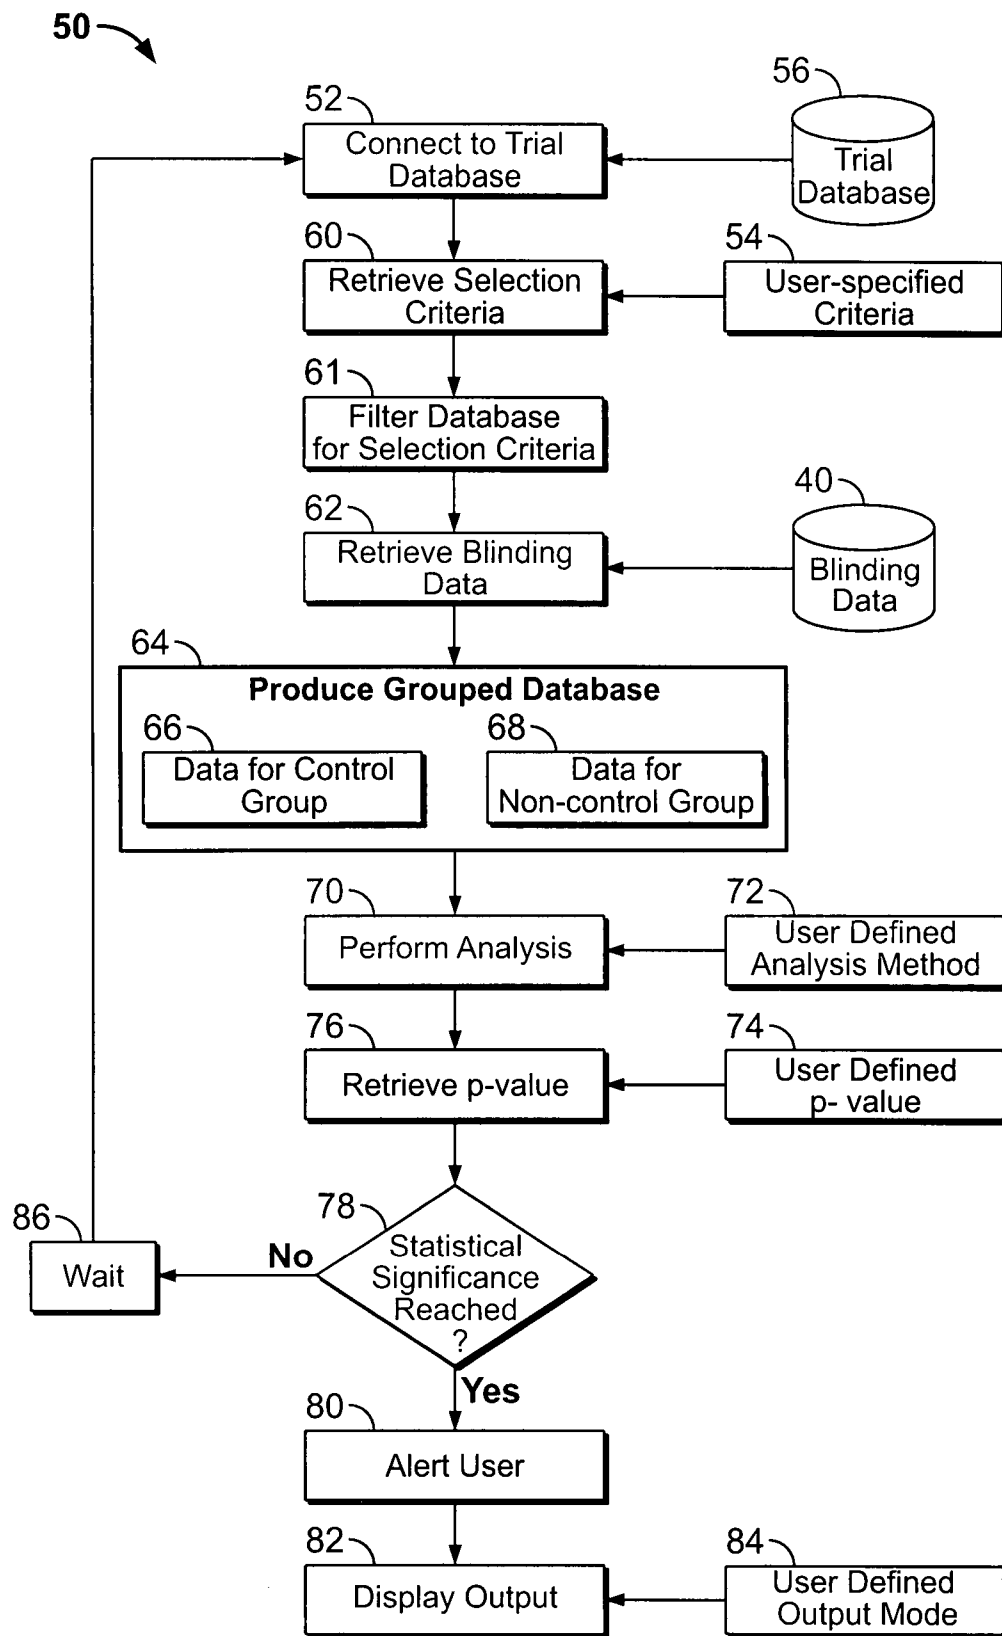 50
52
Connect to Trial
Database
56
Trial
Database
60
Retrieve Selection
Criteria
54
User-specified
Criteria
61
Filter Database
for Selection Criteria
62
Retrieve Blinding
Data
40
Blinding
Data
64
Produce Grouped Database
66
Data for Control
Group
68
Data for
Non-control Group
70
Perform Analysis
72
User Defined
Analysis Method
76
Retrieve p-value
74
User Defined
p- value
78
Statistical
Significance
Reached
?
No
86
Wait
Yes
80
Alert User
82
Display Output
84
User Defined
Output Mode